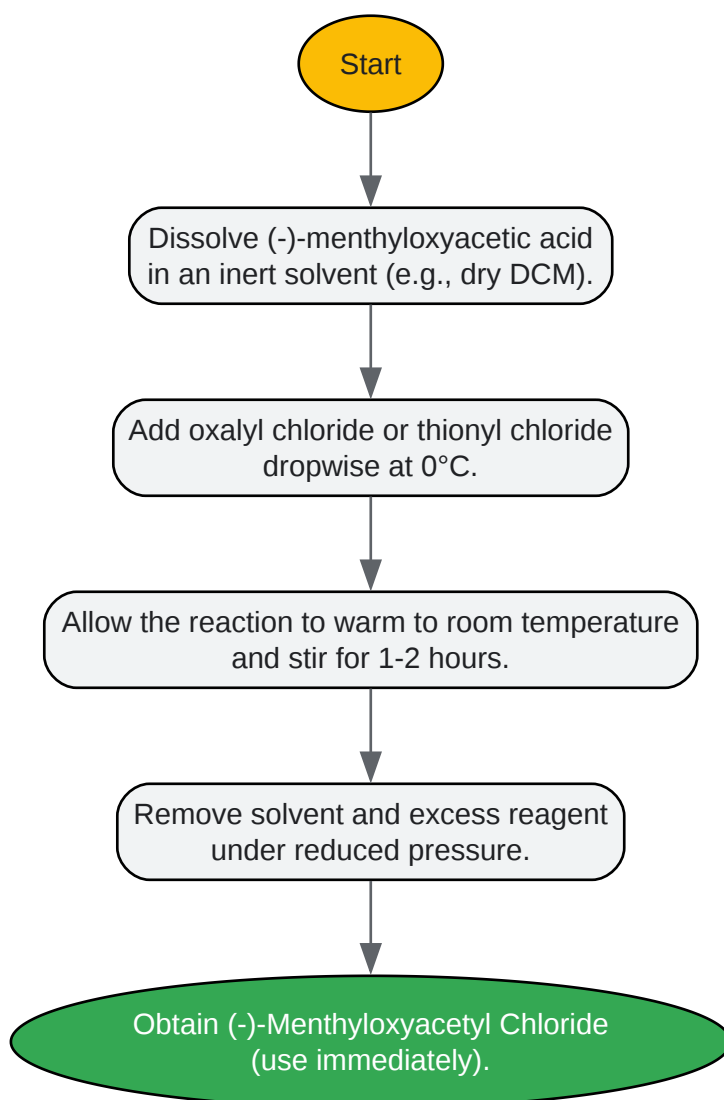 Start
Dissolve (-)-menthyloxyacetic acid
in an inert solvent (e.g., dry DCM).
Add oxalyl chloride or thionyl chloride
dropwise at 0°C.
Allow the reaction to warm to room temperature
and stir for 1-2 hours.
Remove solvent and excess reagent
under reduced pressure.
Obtain (-)-Menthyloxyacetyl Chloride
(use immediately).